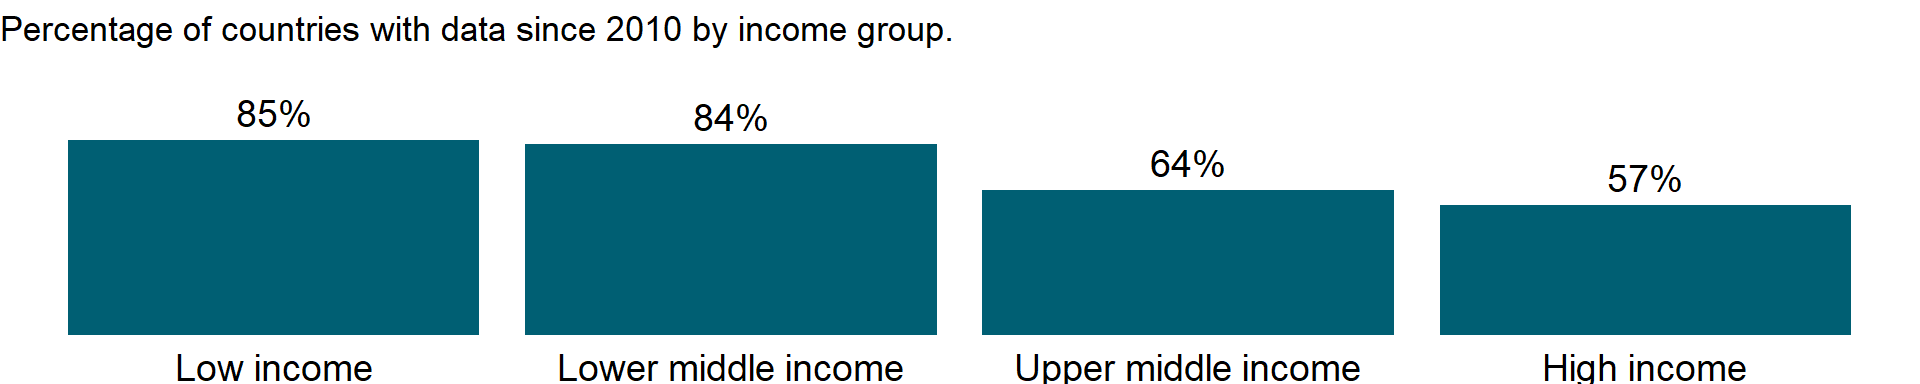 Percentage of countries with data since 2010 by income group.
85%
84%
64%
57%
Low income
Lower middle income
Upper middle income
High income